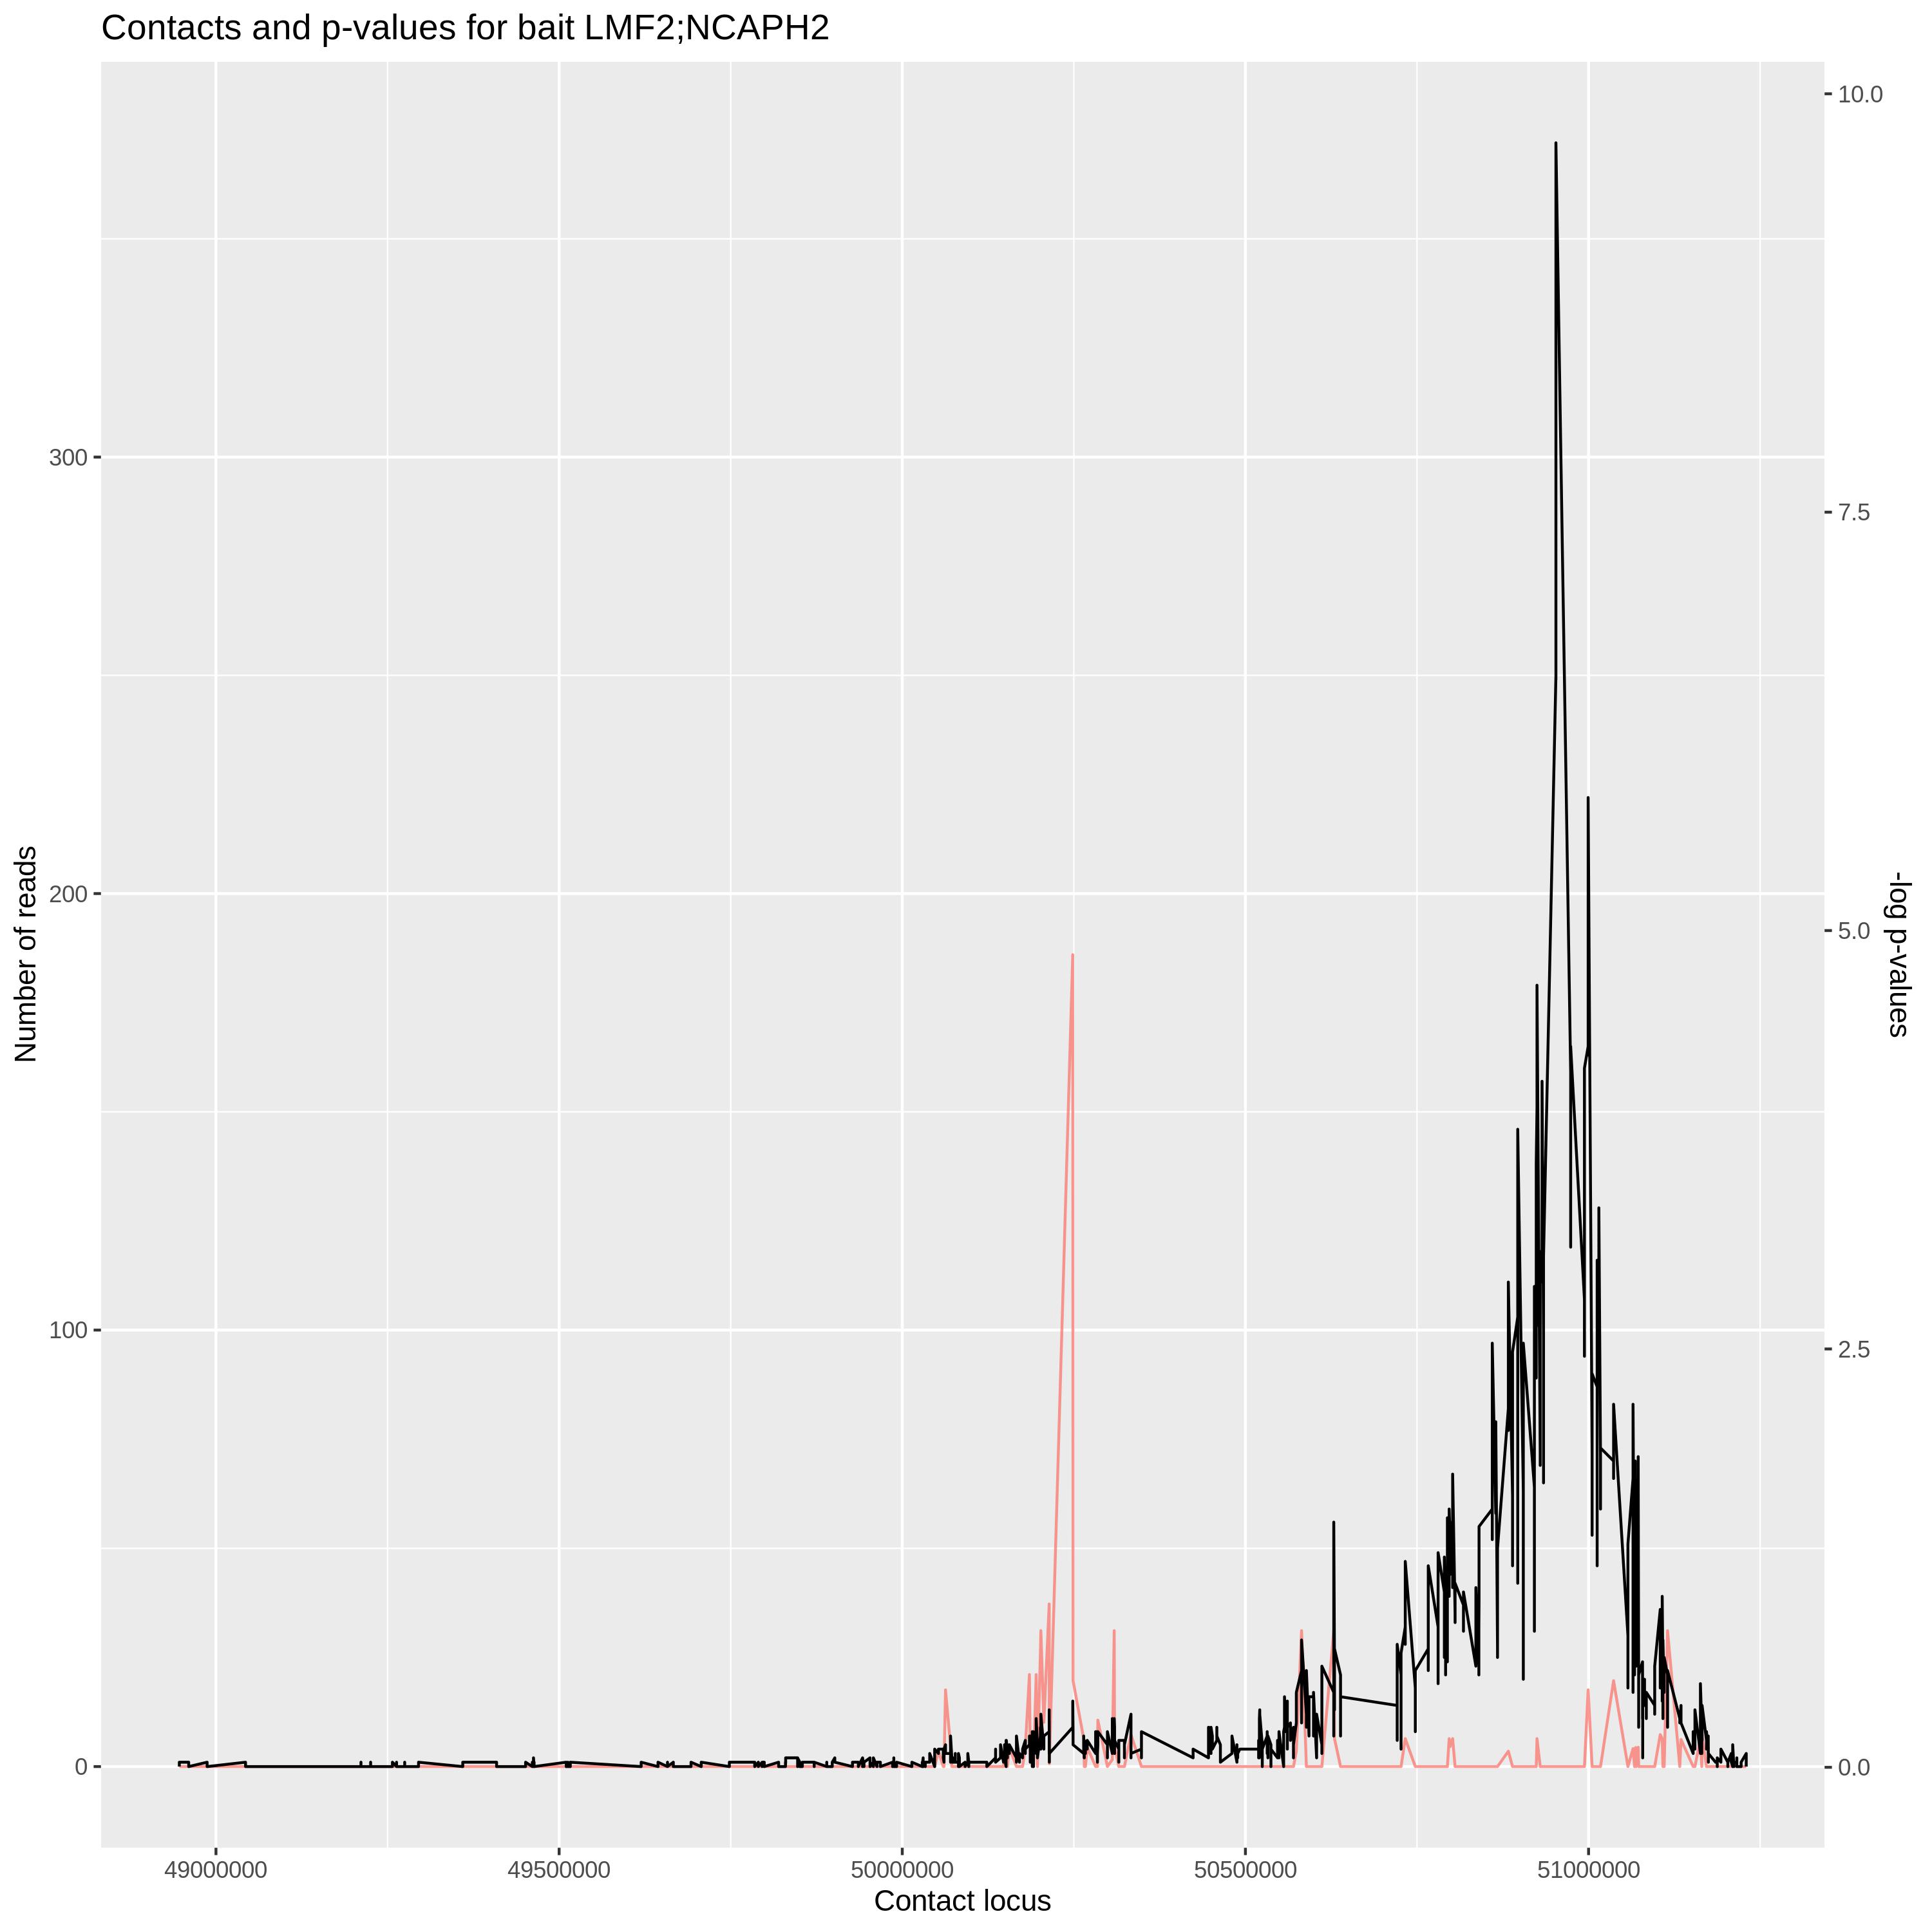 Contacts and p-values for bait LMF2;NCAPH2
Number of reads
300
200
100
0
10.0
7.5
5.0
2.5
0.0
-log p-values
49000000 49500000 50000000 50500000 51000000
Contact locus